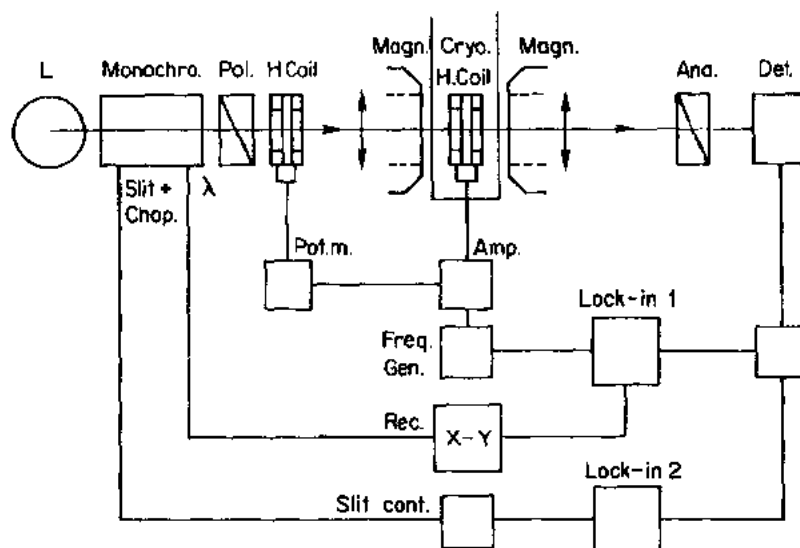 L
Monochro.
Pol.
H.Coil
Magn.
Cryo.
H.Coil
Magn.
Ana.
Det.
Slit +
Chop.
λ
Pot.m.
Amp.
Freq.
Gen.
Lock-in 1
Rec.
X-Y
Slit cont.
Lock-in 2